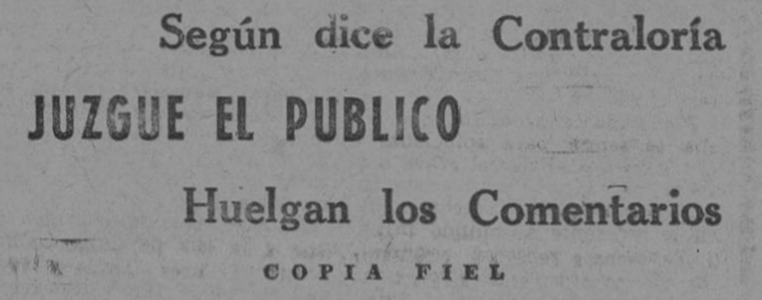 Según dice la Contraloría
JUZGUE EL PUBLICO
Huelgan los Comentarios
COPIA FIEL